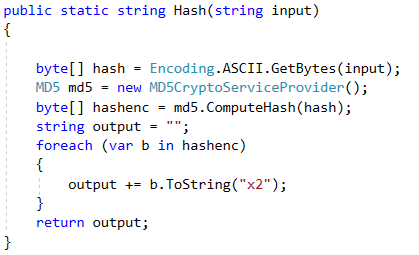 public static string Hash(string input)
{
    byte[] hash = Encoding.ASCII.GetBytes(input);
    MD5 md5 = new MD5CryptoServiceProvider();
    byte[] hashenc = md5.ComputeHash(hash);
    string output = "";
    foreach (var b in hashenc)
    {
        output += b.ToString("x2");
    }
    return output;
}